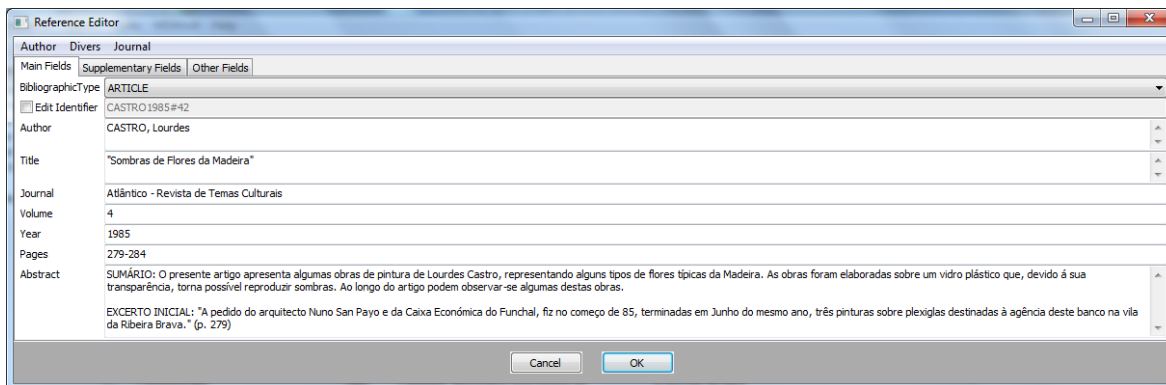 Reference Editor
Author Divers Journal
Main Fields Supplementary Fields Other Fields
BibliographicType ARTICLE
Edit Identifier CASTRO1985#42
Author CASTRO, Lourdes
Title "Sombras de Flores da Madeira"
Journal Atlântico - Revista de Temas Culturais
Volume 4
Year 1985
Pages 279-284
Abstract SUMÁRIO: O presente artigo apresenta algumas obras de pintura de Lourdes Castro, representando alguns tipos de flores típicas da Madeira. As obras foram elaboradas sobre um vidro plástico que, devido á sua
transparência, torna possível reproduzir sombras. Ao longo do artigo podem observar-se algumas destas obras.
EXCERTO INICIAL: "A pedido do arquitecto Nuno San Payo e da Caixa Económica do Funchal, fiz no começo de 85, terminadas em Junho do mesmo ano, três pinturas sobre plexiglas destinadas à agência deste banco na vila
da Ribeira Brava." (p. 279)
Cancel OK